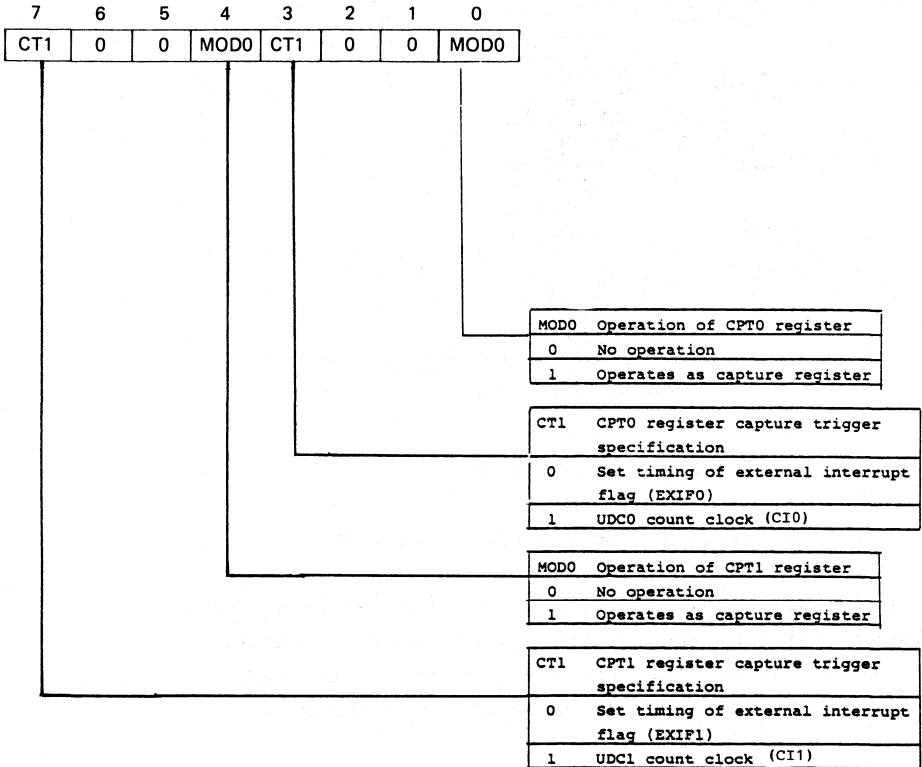 7 6 5 4 3 2 1 0
CT1 0 0 MOD0 CT1 0 0 MOD0
MOD0 Operation of CPT0 register
0 No operation
1 Operates as capture register
CT1 CPT0 register capture trigger
specification
0 Set timing of external interrupt
flag (EXIF0)
1 UDC0 count clock (CI0)
MOD0 Operation of CPT1 register
0 No operation
1 Operates as capture register
CT1 CPT1 register capture trigger
specification
0 Set timing of external interrupt
flag (EXIF1)
1 UDC1 count clock (CI1)